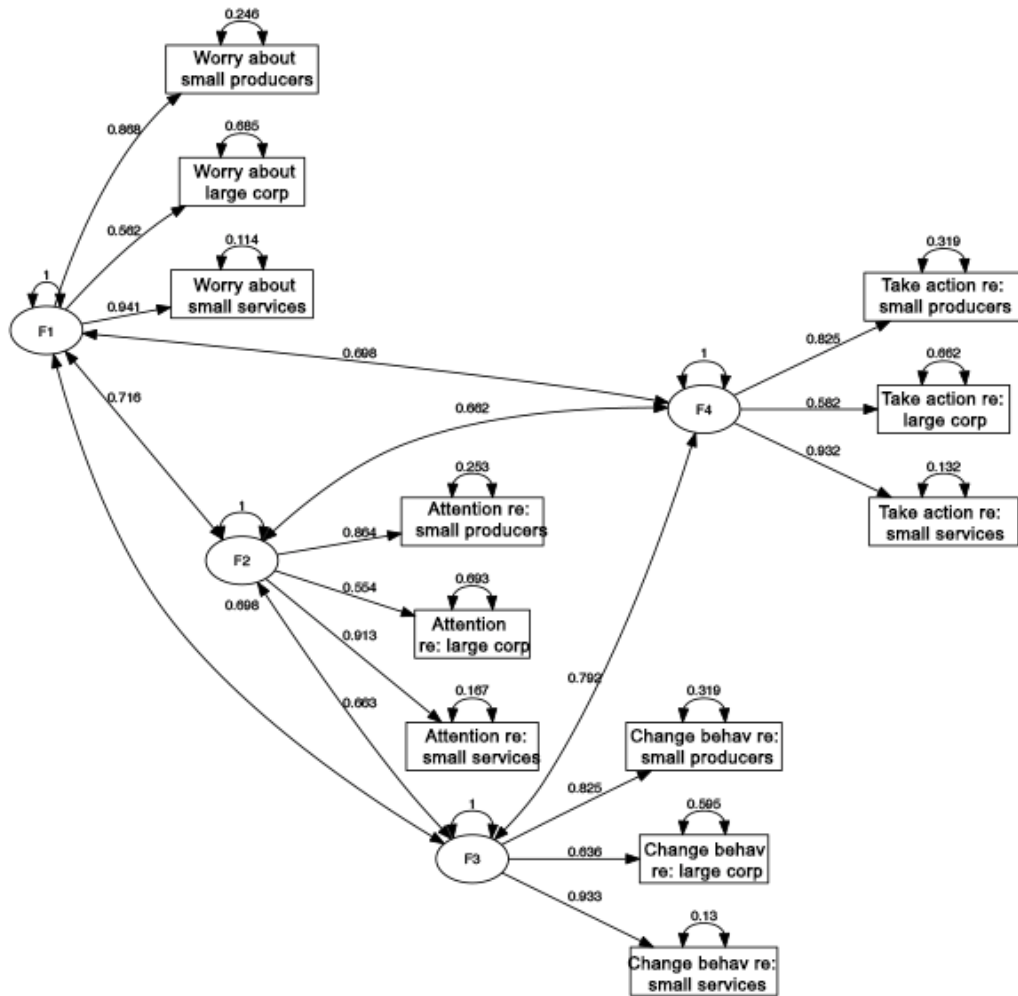 0.246
Worry about
small producers
0.868
0.685
Worry about
large corp
0.562
0.114
Worry about
small services
0.941
1
F1
0.698
0.716
0.698
0.319
Take action re:
small producers
0.825
1
F4
0.662
Take action re:
large corp
0.582
0.932
0.132
Take action re:
small services
0.662
0.792
1
F2
0.253
Attention re:
small producers
0.864
0.554
0.693
Attention
re: large corp
0.913
0.167
Attention re:
small services
0.663
0.319
Change behav re:
small producers
0.825
1
F3
0.595
Change behav
re: large corp
0.636
0.933
0.13
Change behav re:
small services